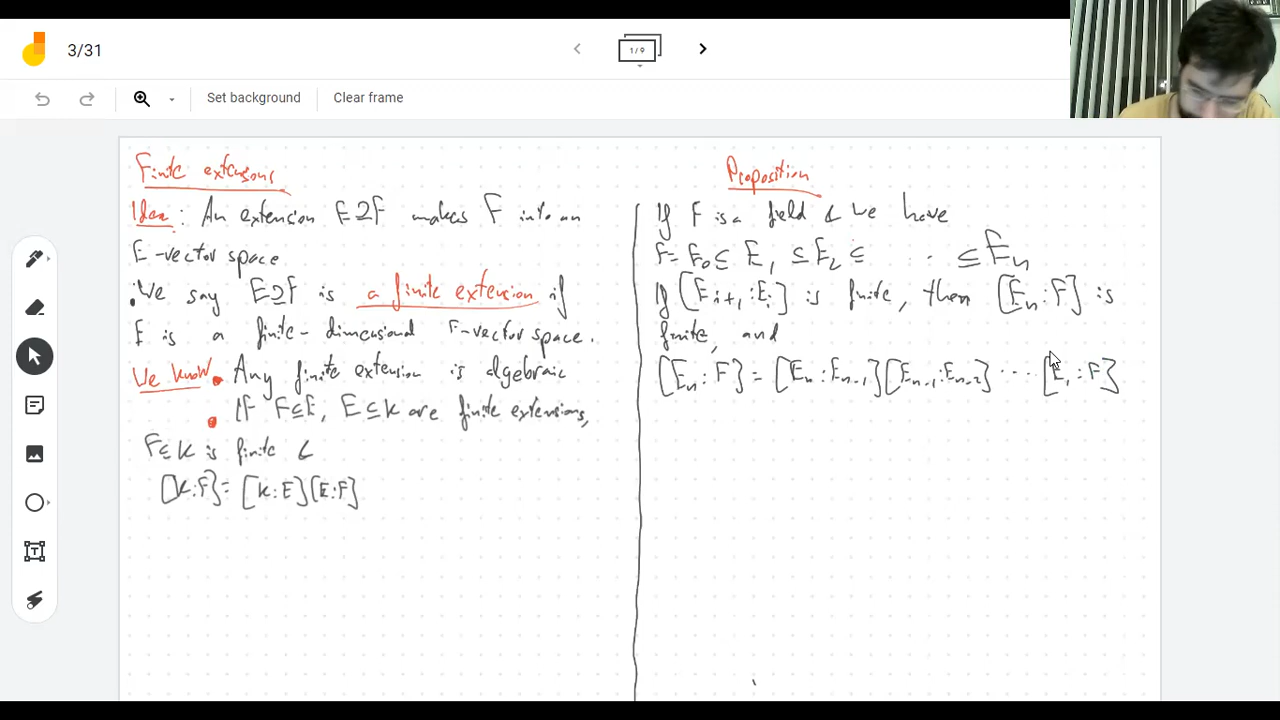 3/31
1/9
Set background
Clear frame
Finite extensions
Idea: An extension E⊇F makes F into an
E-vector space
• We say E⊇F is a finite extension if
E is a finite-dimensional F-vector space.
We know • Any finite extension is algebraic
• If F⊆E, E⊆K are finite extensions,
F⊆K is finite &
[K:F]=[K:E][E:F]
Proposition
If F is a field & we have
F=F₀⊆ E₁ ⊆E₂ ⊆ ... ⊆Eₙ
If [Eᵢ₊₁:Eᵢ] is finite, then [Eₙ:F] is
finite, and
[Eₙ:F]=[Eₙ:Eₙ₋₁][Eₙ₋₁:Eₙ₋₂]...[E₁:F]